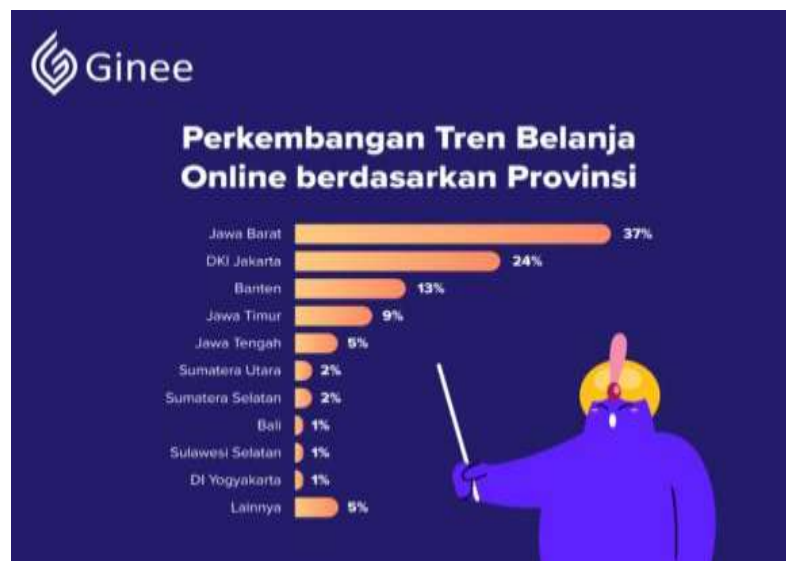 Ginee
Perkembangan Tren Belanja
Online berdasarkan Provinsi
Jawa Barat 37%
DKI Jakarta 24%
Banten 13%
Jawa Timur 9%
Jawa Tengah 5%
Sumatera Utara 2%
Sumatera Selatan 2%
Bali 1%
Sulawesi Selatan 1%
DI Yogyakarta 1%
Lainnya 5%